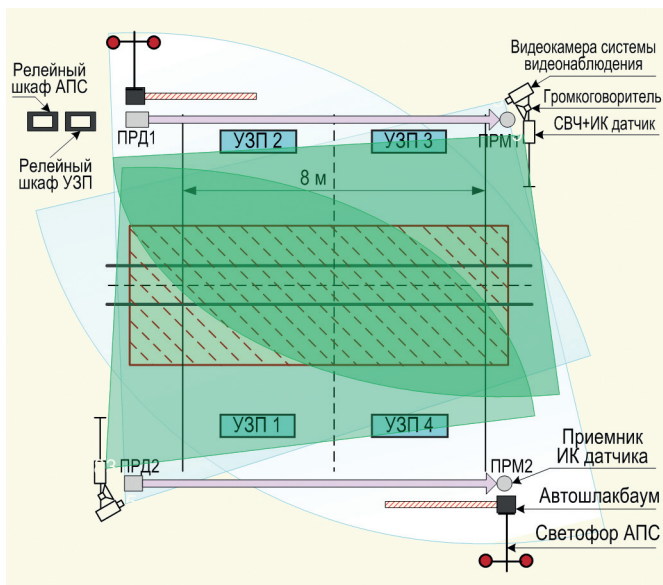 Видеокамера системы
видеонаблюдения
Релейный
шкаф АПС
Громкоговоритель
СВЧ+ИК датчик
ПРД1
УЗП 2
УЗП 3
ПРМ1
Релейный
шкаф УЗП
8 м
УЗП 1
УЗП 4
ПРД2
ПРМ2
Приемник
ИК датчика
Автошлакбаум
Светофор АПС